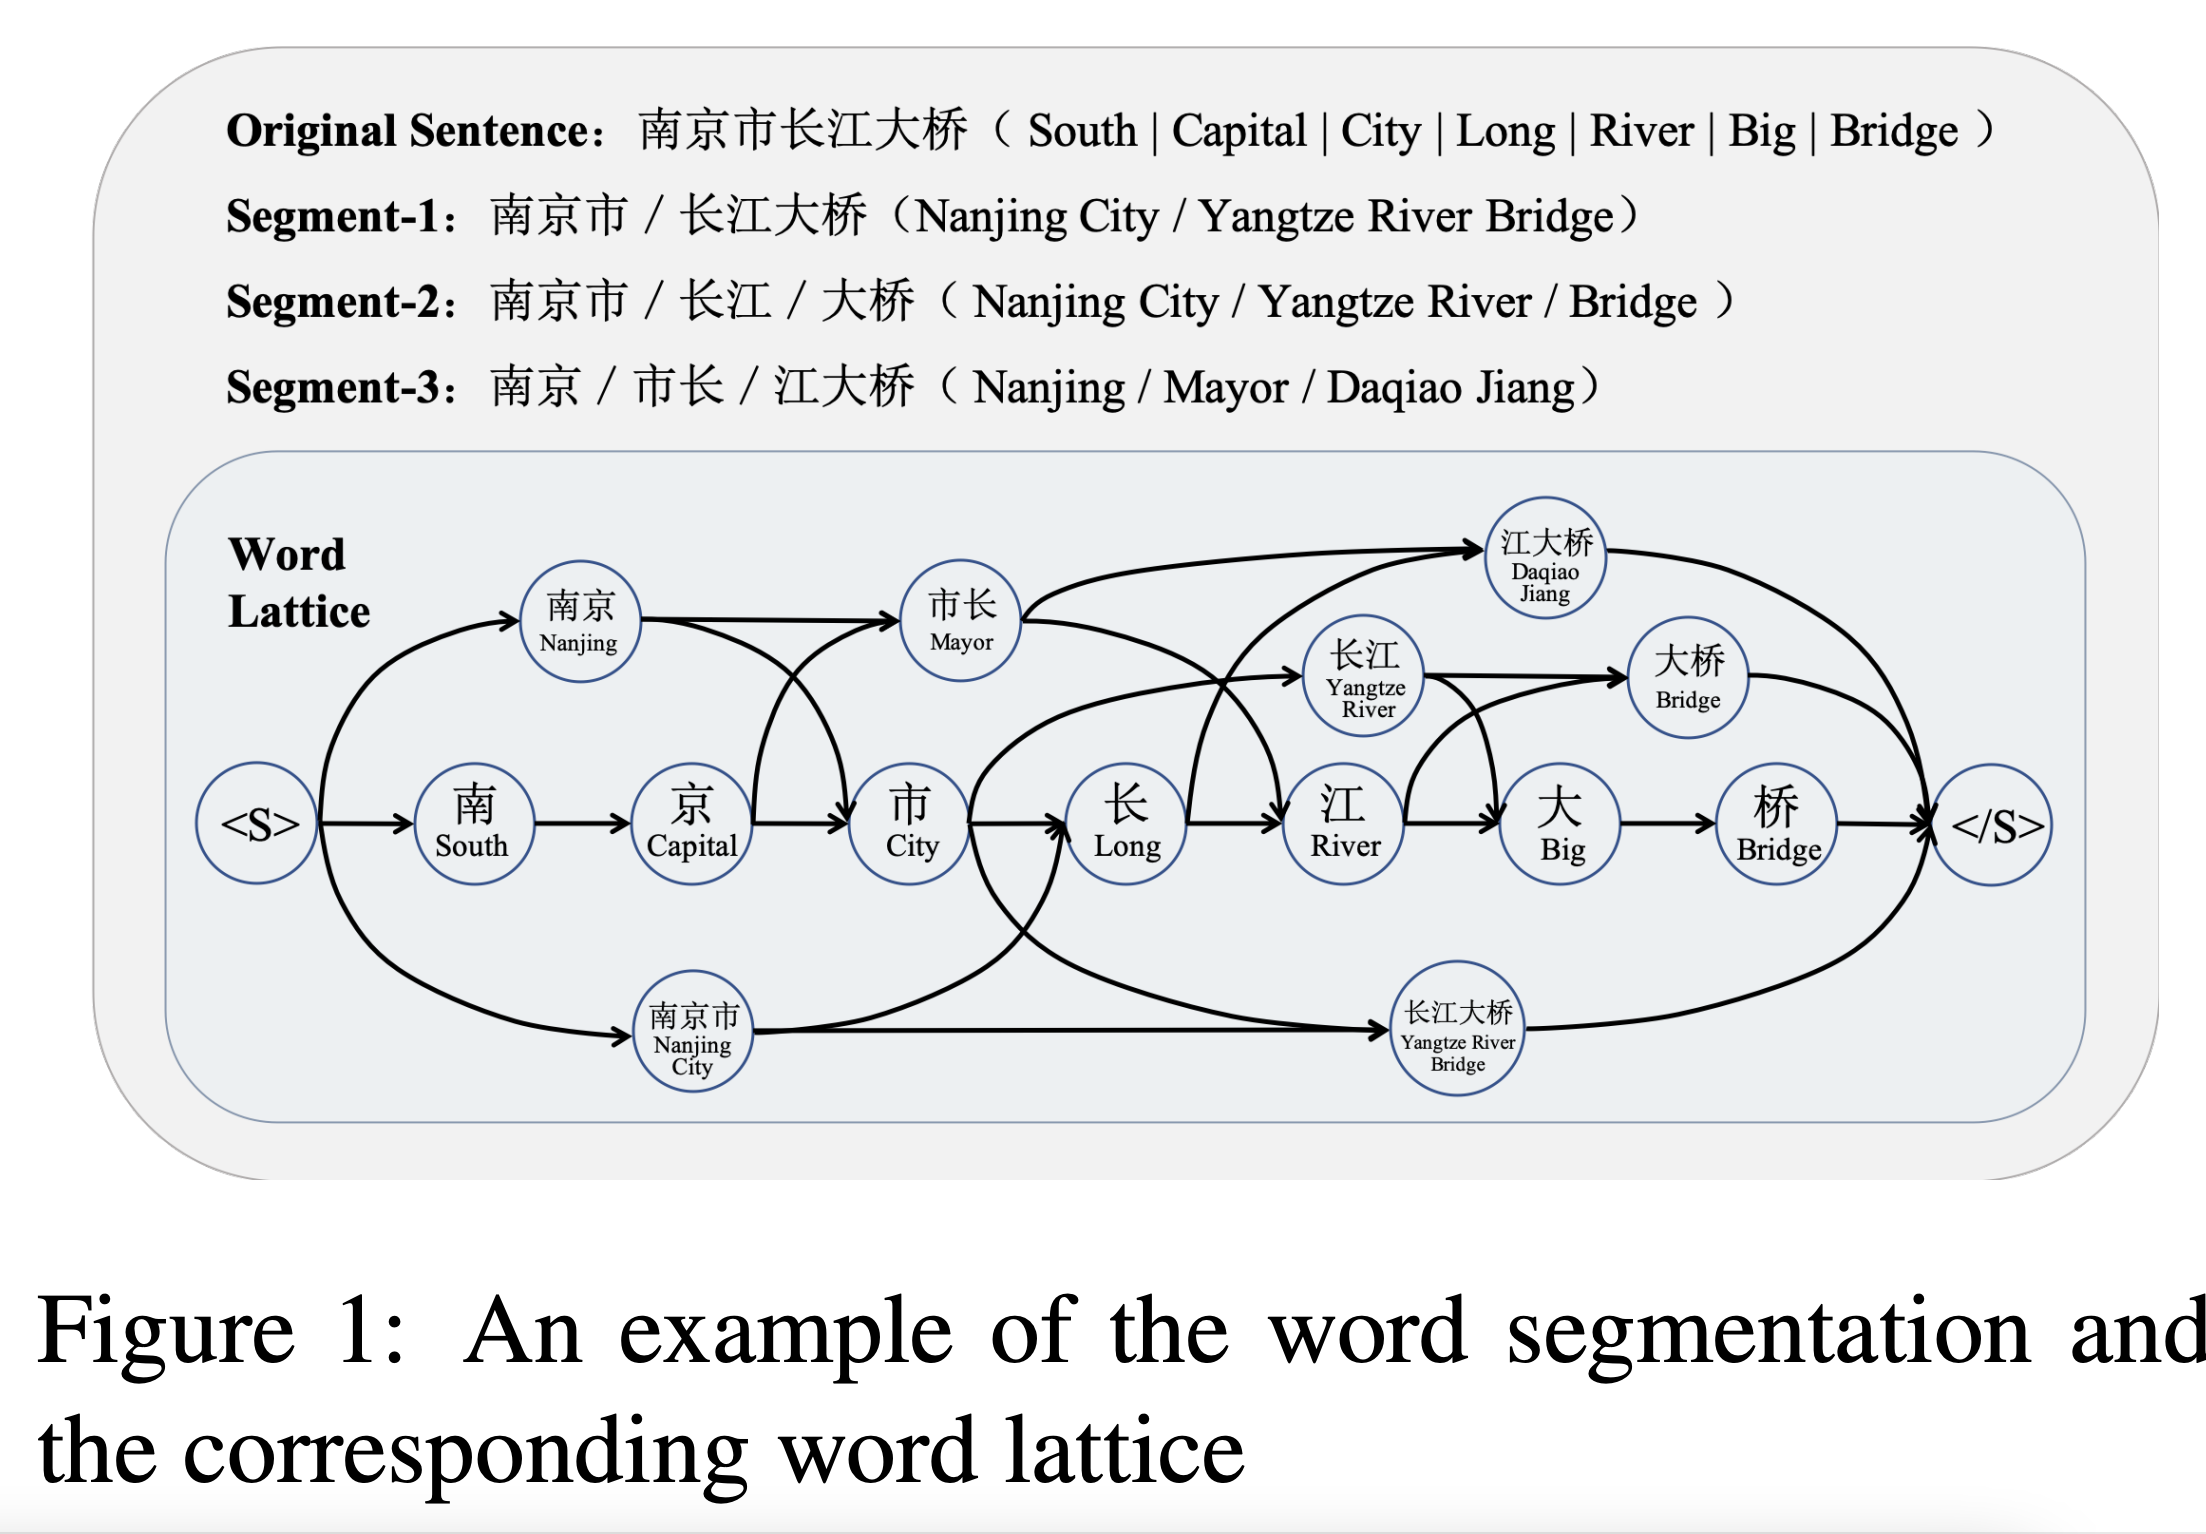 Original Sentence：南京市长江大桥（ South | Capital | City | Long | River | Big | Bridge ）
Segment-1：南京市 / 长江大桥（Nanjing City / Yangtze River Bridge）
Segment-2：南京市 / 长江 / 大桥（ Nanjing City / Yangtze River / Bridge ）
Segment-3：南京 / 市长 / 江大桥（ Nanjing / Mayor / Daqiao Jiang）
Word
Lattice
南京
Nanjing
市长
Mayor
江大桥
Daqiao
Jiang
长江
Yangtze
River
大桥
Bridge
<S>
南
South
京
Capital
市
City
长
Long
江
River
大
Big
桥
Bridge
</S>
南京市
Nanjing
City
长江大桥
Yangtze River
Bridge
Figure 1: An example of the word segmentation and
the corresponding word lattice